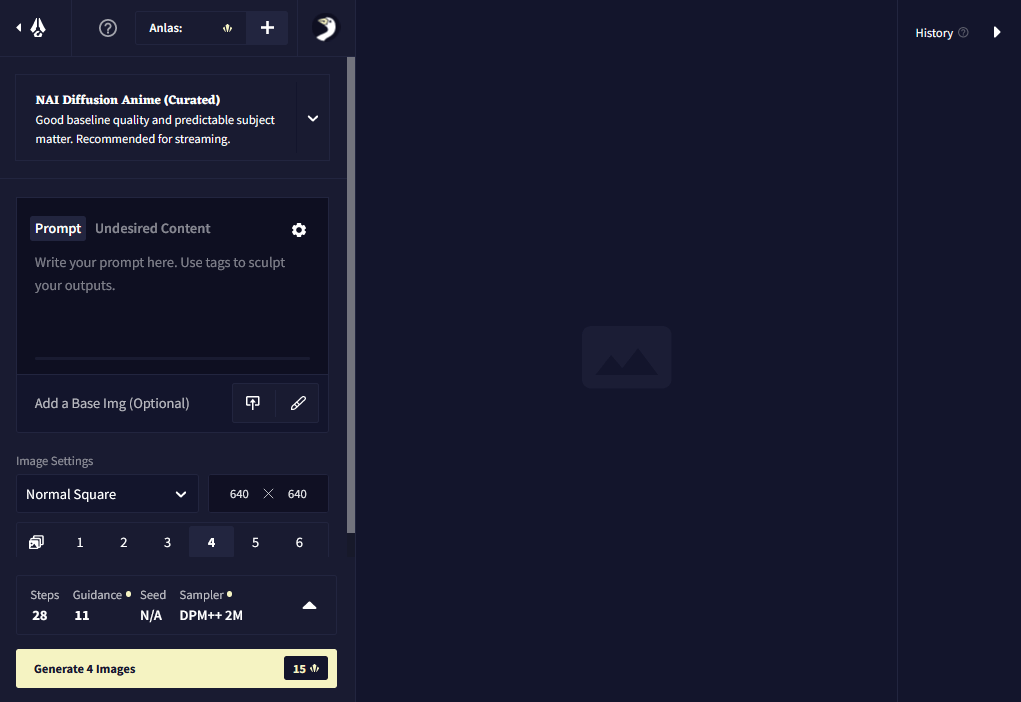 Anlas:
History
NAI Diffusion Anime (Curated)
Good baseline quality and predictable subject
matter. Recommended for streaming.
Prompt
Undesired Content
Write your prompt here. Use tags to sculpt
your outputs.
Add a Base Img (Optional)
Image Settings
Normal Square
640 × 640
1 2 3 4 5 6
Steps Guidance Seed Sampler
28 11 N/A DPM++ 2M
Generate 4 Images 15